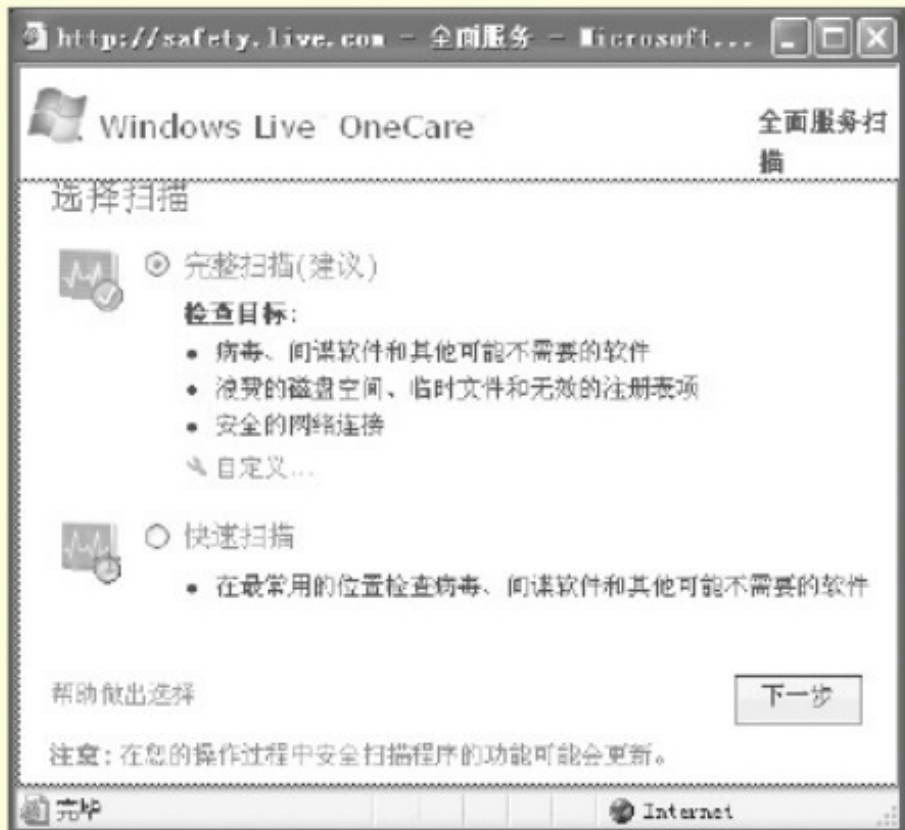 http://safety.live.com - 全面服务 - Microsoft...
Windows Live OneCare
全面服务扫
描
选择扫描
完整扫描(建议)
检查目标:
• 病毒、间谍软件和其他可能不需要的软件
• 浪费的磁盘空间、临时文件和无效的注册表项
• 安全的网络连接
自定义...
快速扫描
• 在最常用的位置检查病毒、间谍软件和其他可能不需要的软件
帮助做出选择
下一步
注意: 在您的操作过程中安全扫描程序的功能可能会更新。
完毕
Internet